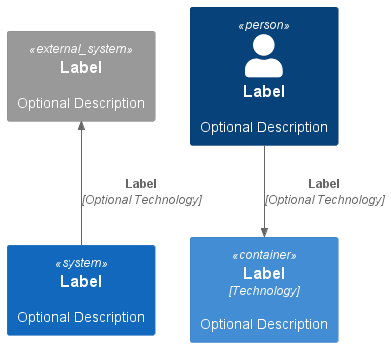 «external_system»
Label
Optional Description
«person»
Label
Optional Description
Label
[Optional Technology]
Label
[Optional Technology]
«system»
Label
Optional Description
«container»
Label
[Technology]
Optional Description